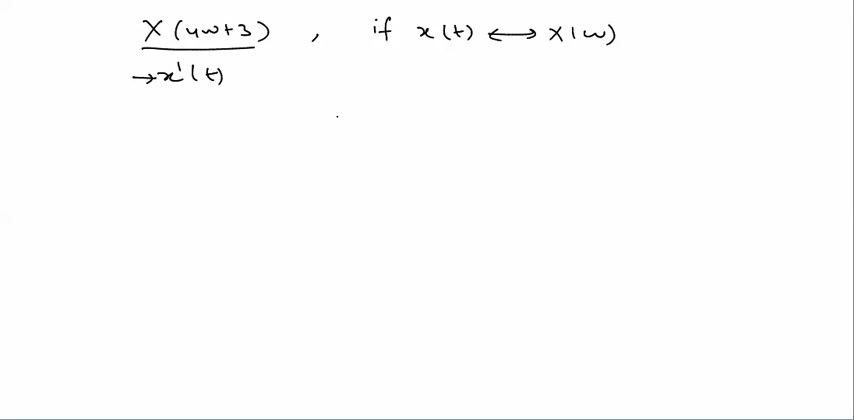 X(4ω+3) , if x(t) ⟷ X(ω)
→x'(t)